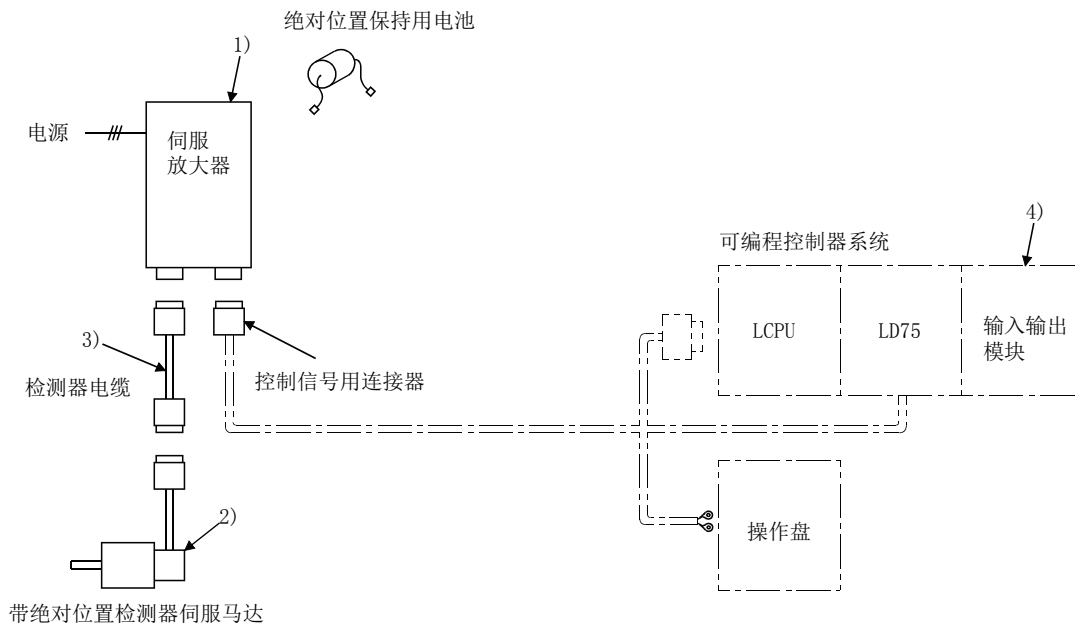 绝对位置保持用电池
1)
电源
伺服
放大器
4)
可编程控制器系统
LCPU
LD75
输入输出
模块
3)
检测器电缆
控制信号用连接器
2)
操作盘
带绝对位置检测器伺服马达